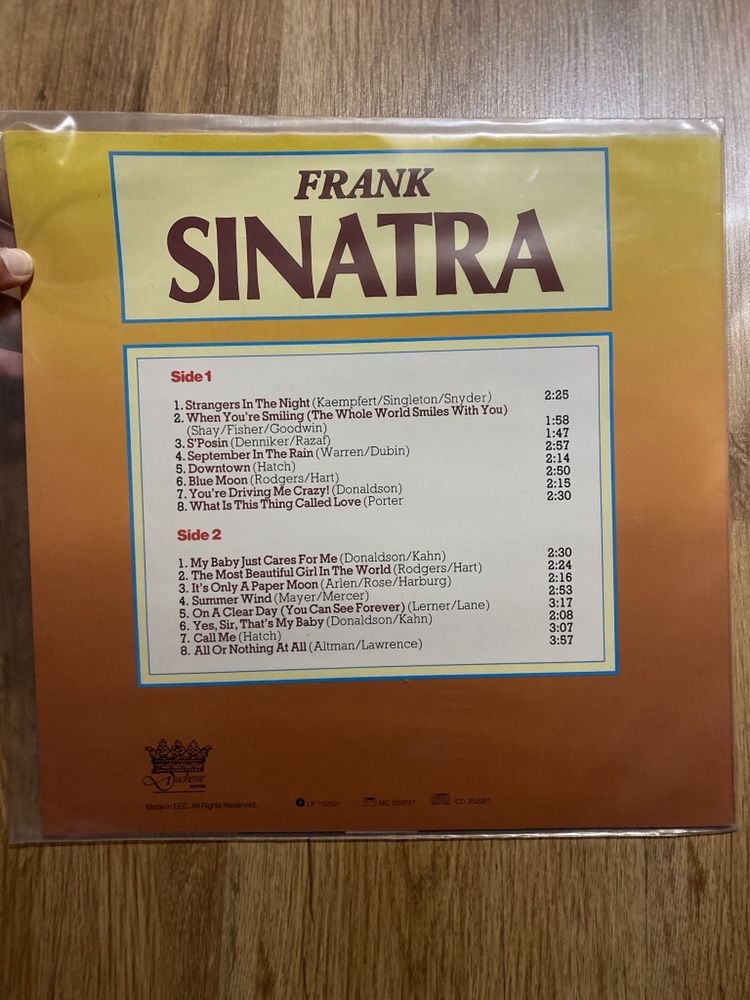 FRANK
SINATRA
Side 1
1. Strangers In The Night (Kaempfert/Singleton/Snyder) 2:25
2. When You're Smiling (The Whole World Smiles With You)
(Shay/Fisher/Goodwin) 1:58
3. S'Posin (Denniker/Razaf) 1:47
4. September In The Rain (Warren/Dubin) 2:57
5. Downtown (Hatch) 2:14
6. Blue Moon (Rodgers/Hart) 2:50
7. You're Driving Me Crazy! (Donaldson) 2:15
8. What Is This Thing Called Love (Porter 2:30
Side 2
1. My Baby Just Cares For Me (Donaldson/Kahn) 2:30
2. The Most Beautiful Girl In The World (Rodgers/Hart) 2:24
3. It's Only A Paper Moon (Arlen/Rose/Harburg) 2:16
4. Summer Wind (Mayer/Mercer) 2:53
5. On A Clear Day (You Can See Forever) (Lerner/Lane) 3:17
6. Yes, Sir, That's My Baby (Donaldson/Kahn) 2:08
7. Call Me (Hatch) 3:07
8. All Or Nothing At All (Altman/Lawrence) 3:57
Made in EEC. All Rights Reserved. LP 152021 MC 252021 CD 352021